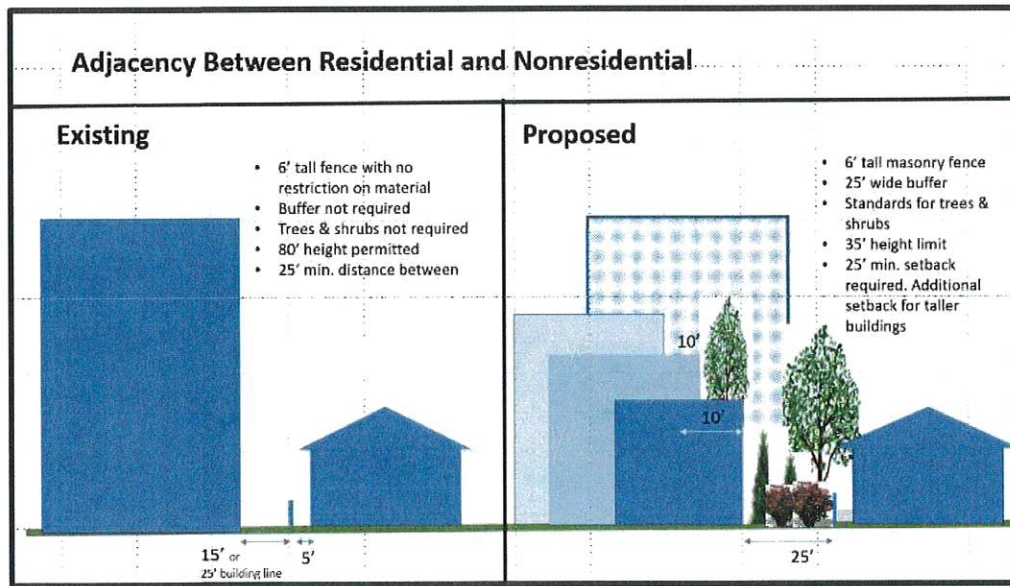 Adjacency Between Residential and Nonresidential
Existing
• 6' tall fence with no
restriction on material
• Buffer not required
• Trees & shrubs not required
• 80' height permitted
• 25' min. distance between
15' or
25' building line
5'
Proposed
• 6' tall masonry fence
• 25' wide buffer
• Standards for trees &
shrubs
• 35' height limit
• 25' min. setback
required. Additional
setback for taller
buildings
10'
10'
25'